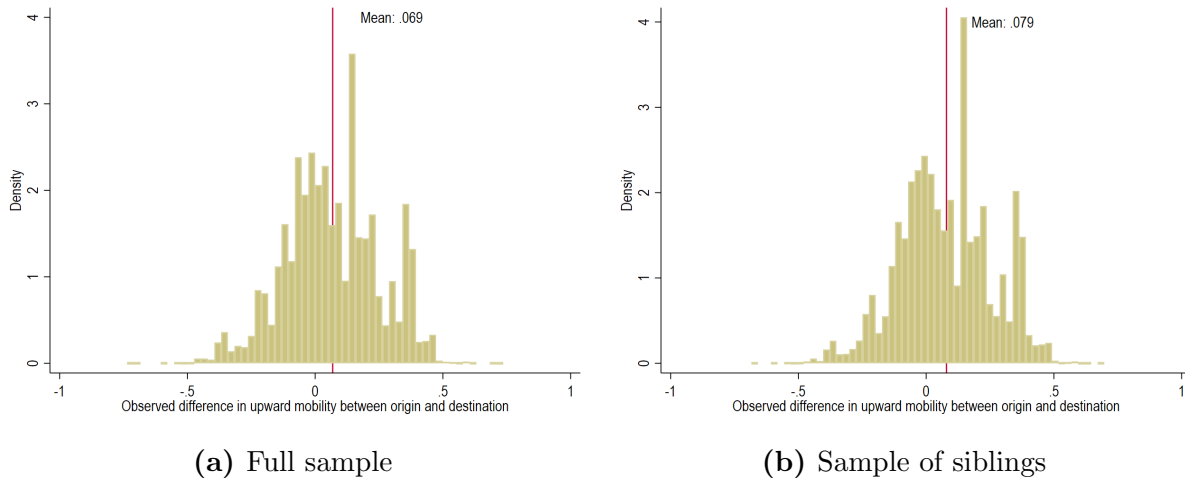 Mean: .069
4
3
2
1
0
Density
-1
-.5
0
.5
1
Observed difference in upward mobility between origin and destination
(a) Full sample
Mean: .079
4
3
2
1
0
Density
-1
-.5
0
.5
1
Observed difference in upward mobility between origin and destination
(b) Sample of siblings